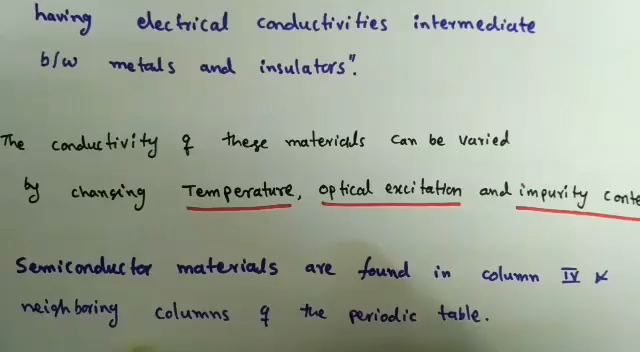 having electrical conductivities intermediate
b/w metals and insulators".
The conductivity of these materials can be varied
by changing Temperature, optical excitation and impurity conte
Semiconductor materials are found in column IV &
neighboring columns of the periodic table.